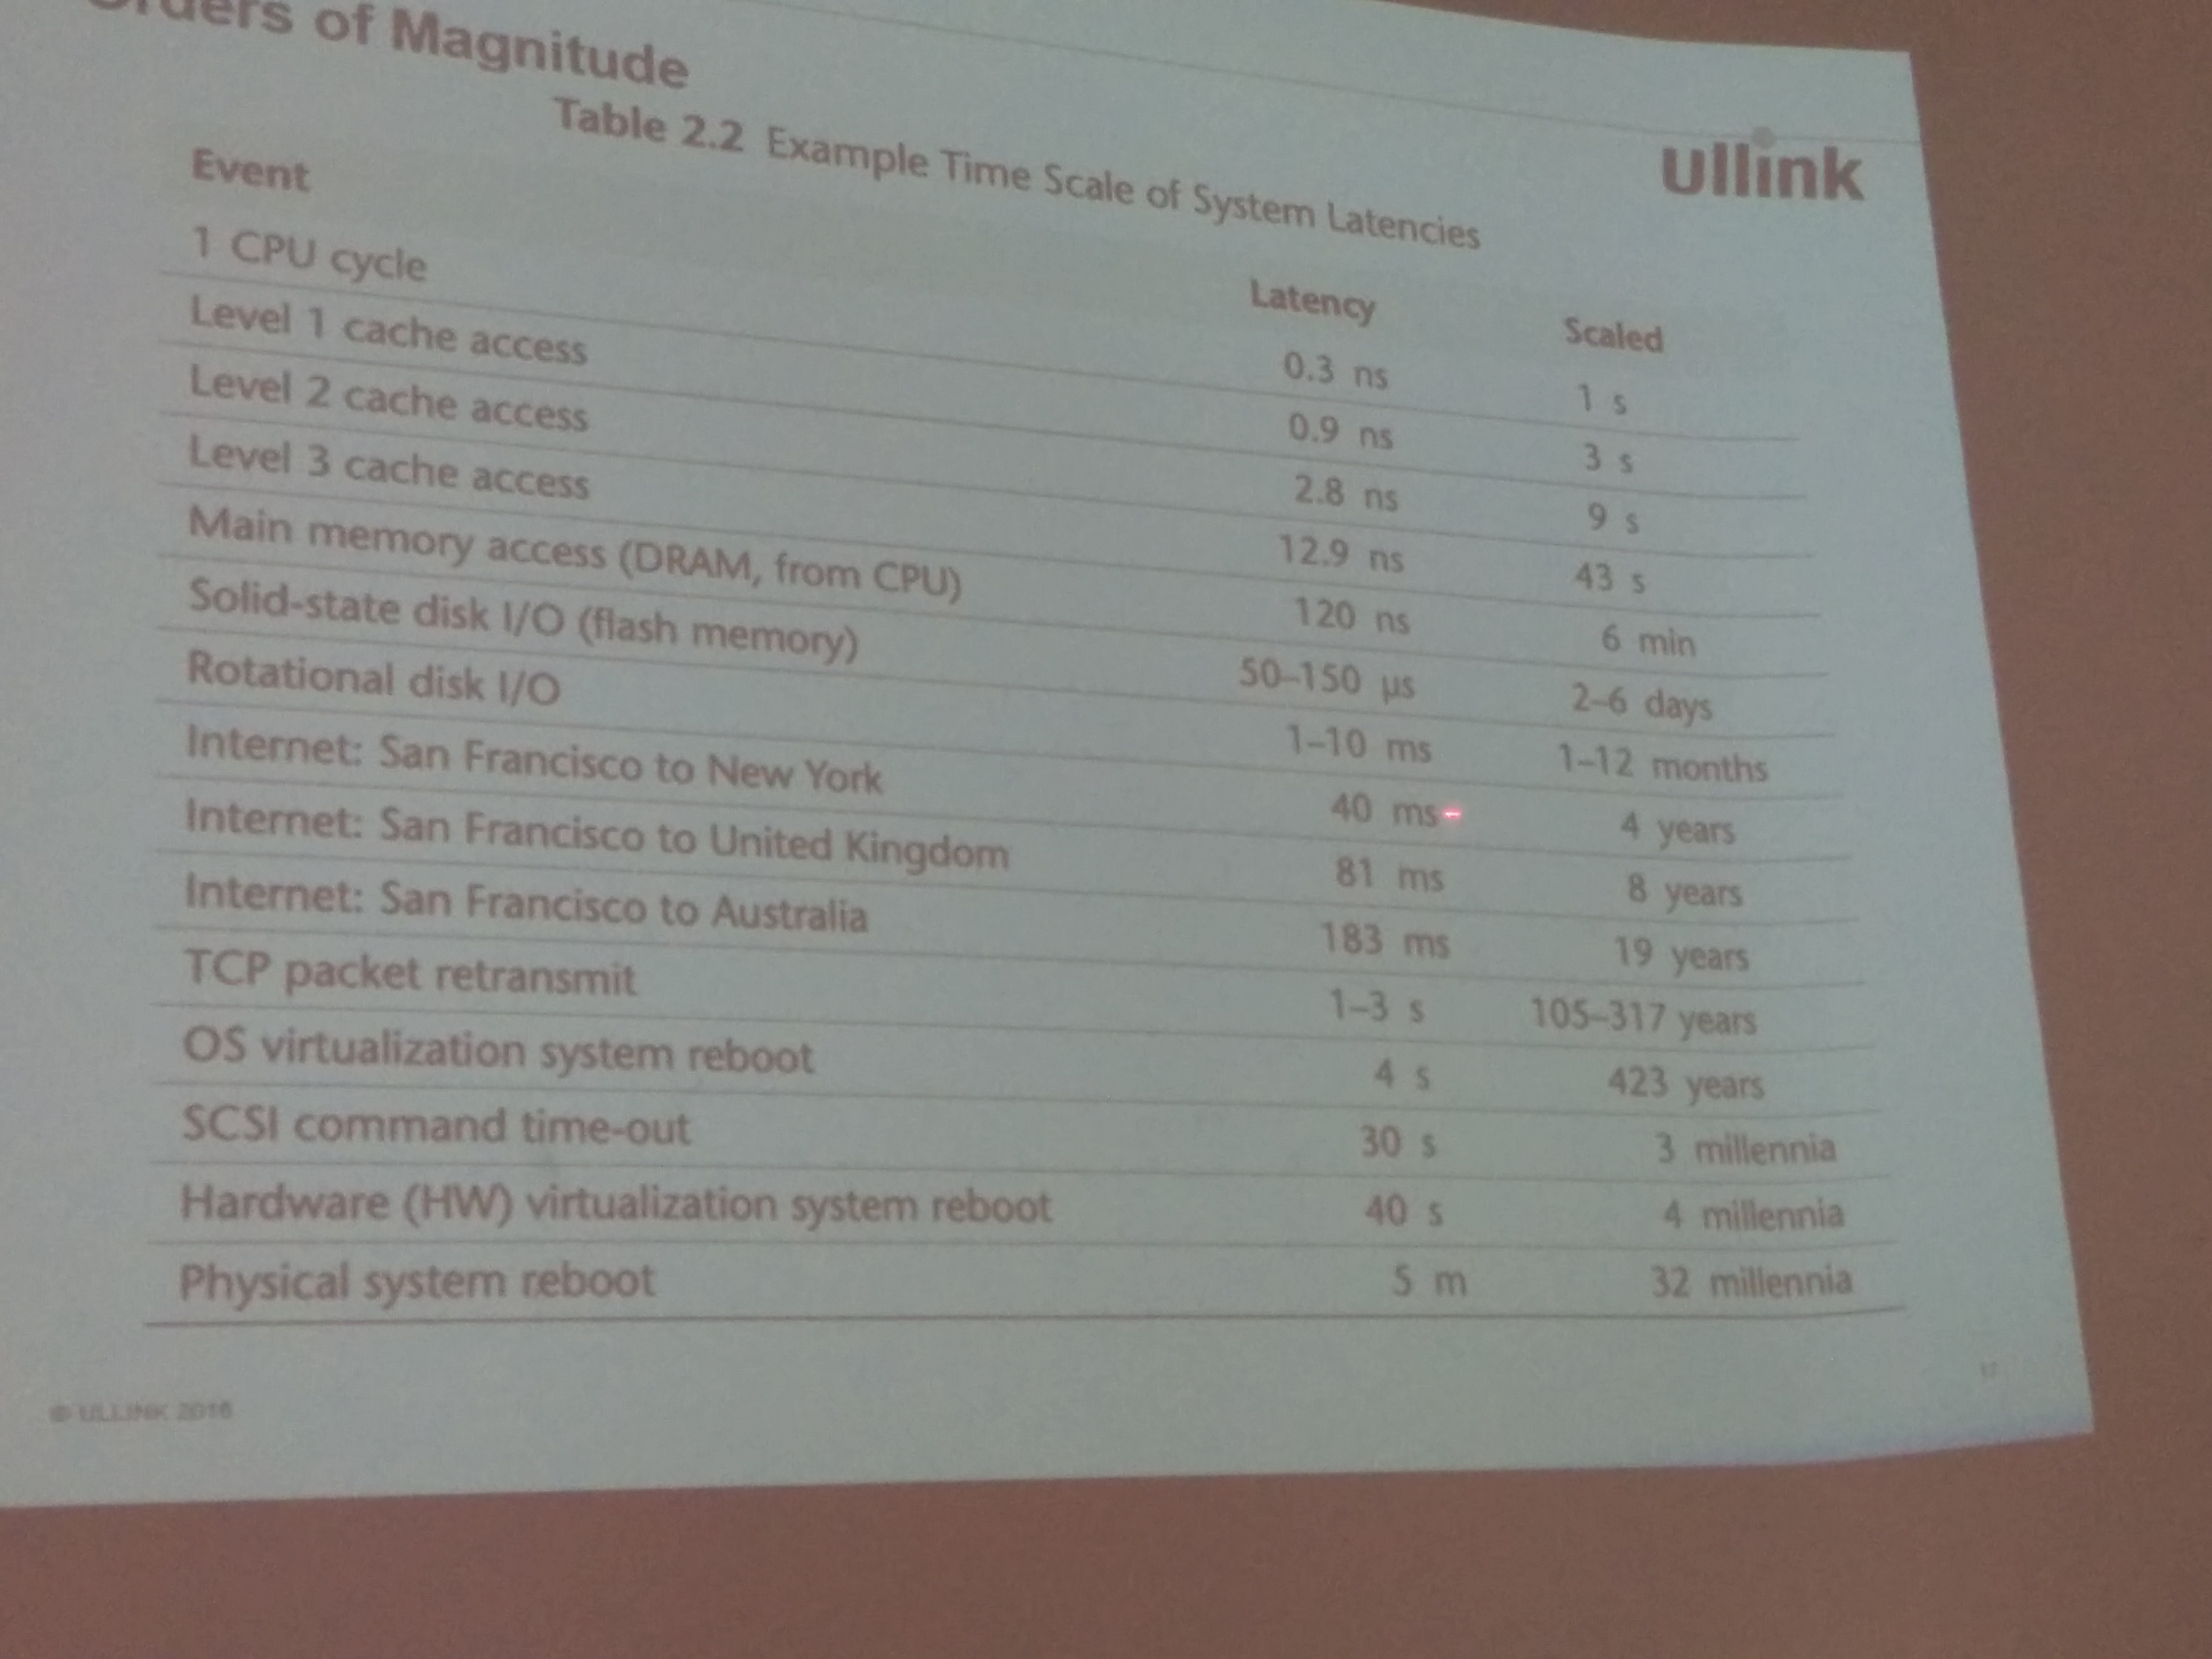 Orders of Magnitude
ullink
Table 2.2 Example Time Scale of System Latencies
Event Latency Scaled
1 CPU cycle 0.3 ns 1 s
Level 1 cache access 0.9 ns 3 s
Level 2 cache access 2.8 ns 9 s
Level 3 cache access 12.9 ns 43 s
Main memory access (DRAM, from CPU) 120 ns 6 min
Solid-state disk I/O (flash memory) 50–150 µs 2–6 days
Rotational disk I/O 1–10 ms 1–12 months
Internet: San Francisco to New York 40 ms 4 years
Internet: San Francisco to United Kingdom 81 ms 8 years
Internet: San Francisco to Australia 183 ms 19 years
TCP packet retransmit 1–3 s 105–317 years
OS virtualization system reboot 4 s 423 years
SCSI command time-out 30 s 3 millennia
Hardware (HW) virtualization system reboot 40 s 4 millennia
Physical system reboot 5 m 32 millennia
© ULLINK 2016
17